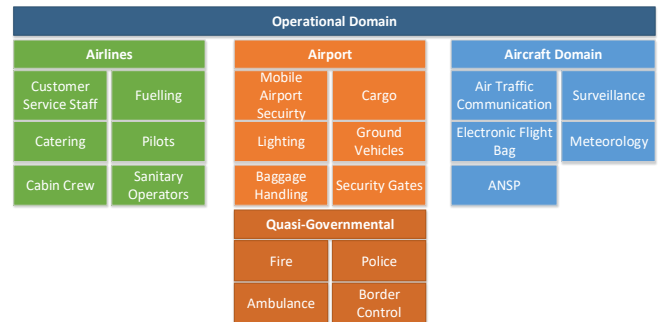 Operational Domain
Airlines
Airport
Aircraft Domain
Customer
Service Staff
Fuelling
Mobile
Airport
Secuirty
Cargo
Air Traffic
Communication
Surveillance
Catering
Pilots
Lighting
Ground
Vehicles
Electronic Flight
Bag
Meteorology
Cabin Crew
Sanitary
Operators
Baggage
Handling
Security Gates
ANSP
Quasi-Governmental
Fire
Police
Ambulance
Border
Control